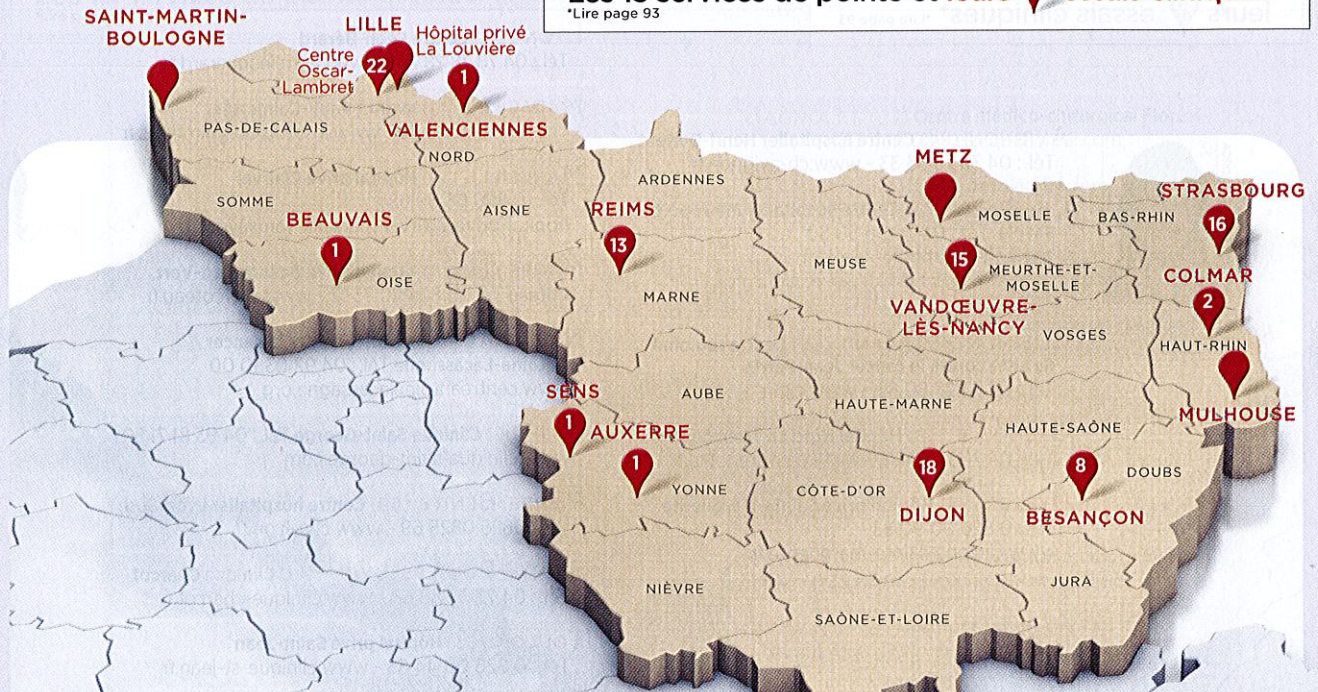 *Lire page 93
SAINT-MARTIN-
BOULOGNE
LILLE
Hôpital privé
La Louvière
Centre
Oscar-
Lambret
22
1
PAS-DE-CALAIS
VALENCIENNES
NORD
METZ
ARDENNES
STRASBOURG
SOMME
AISNE
REIMS
MOSELLE
BAS-RHIN
BEAUVAIS
16
1
13
15
MEUSE
MEURTHE-ET-
MOSELLE
COLMAR
OISE
MARNE
2
VANDŒUVRE-
LÈS-NANCY
VOSGES
HAUT-RHIN
SENS
AUBE
HAUTE-MARNE
MULHOUSE
1
AUXERRE
HAUTE-SAÔNE
1
18
8
DOUBS
YONNE
CÔTE-D'OR
DIJON
BESANÇON
NIÈVRE
JURA
SAÔNE-ET-LOIRE